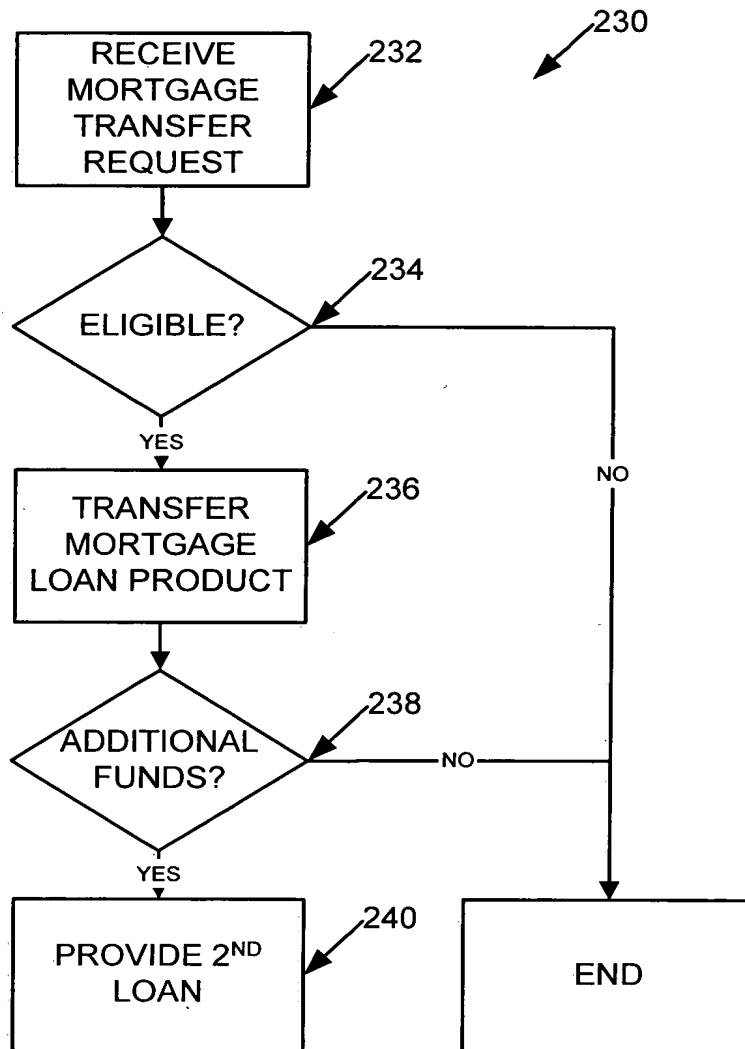 230
RECEIVE
MORTGAGE
TRANSFER
REQUEST
232
ELIGIBLE?
234
YES
NO
TRANSFER
MORTGAGE
LOAN PRODUCT
236
ADDITIONAL
FUNDS?
238
NO
YES
PROVIDE 2ND
LOAN
240
END